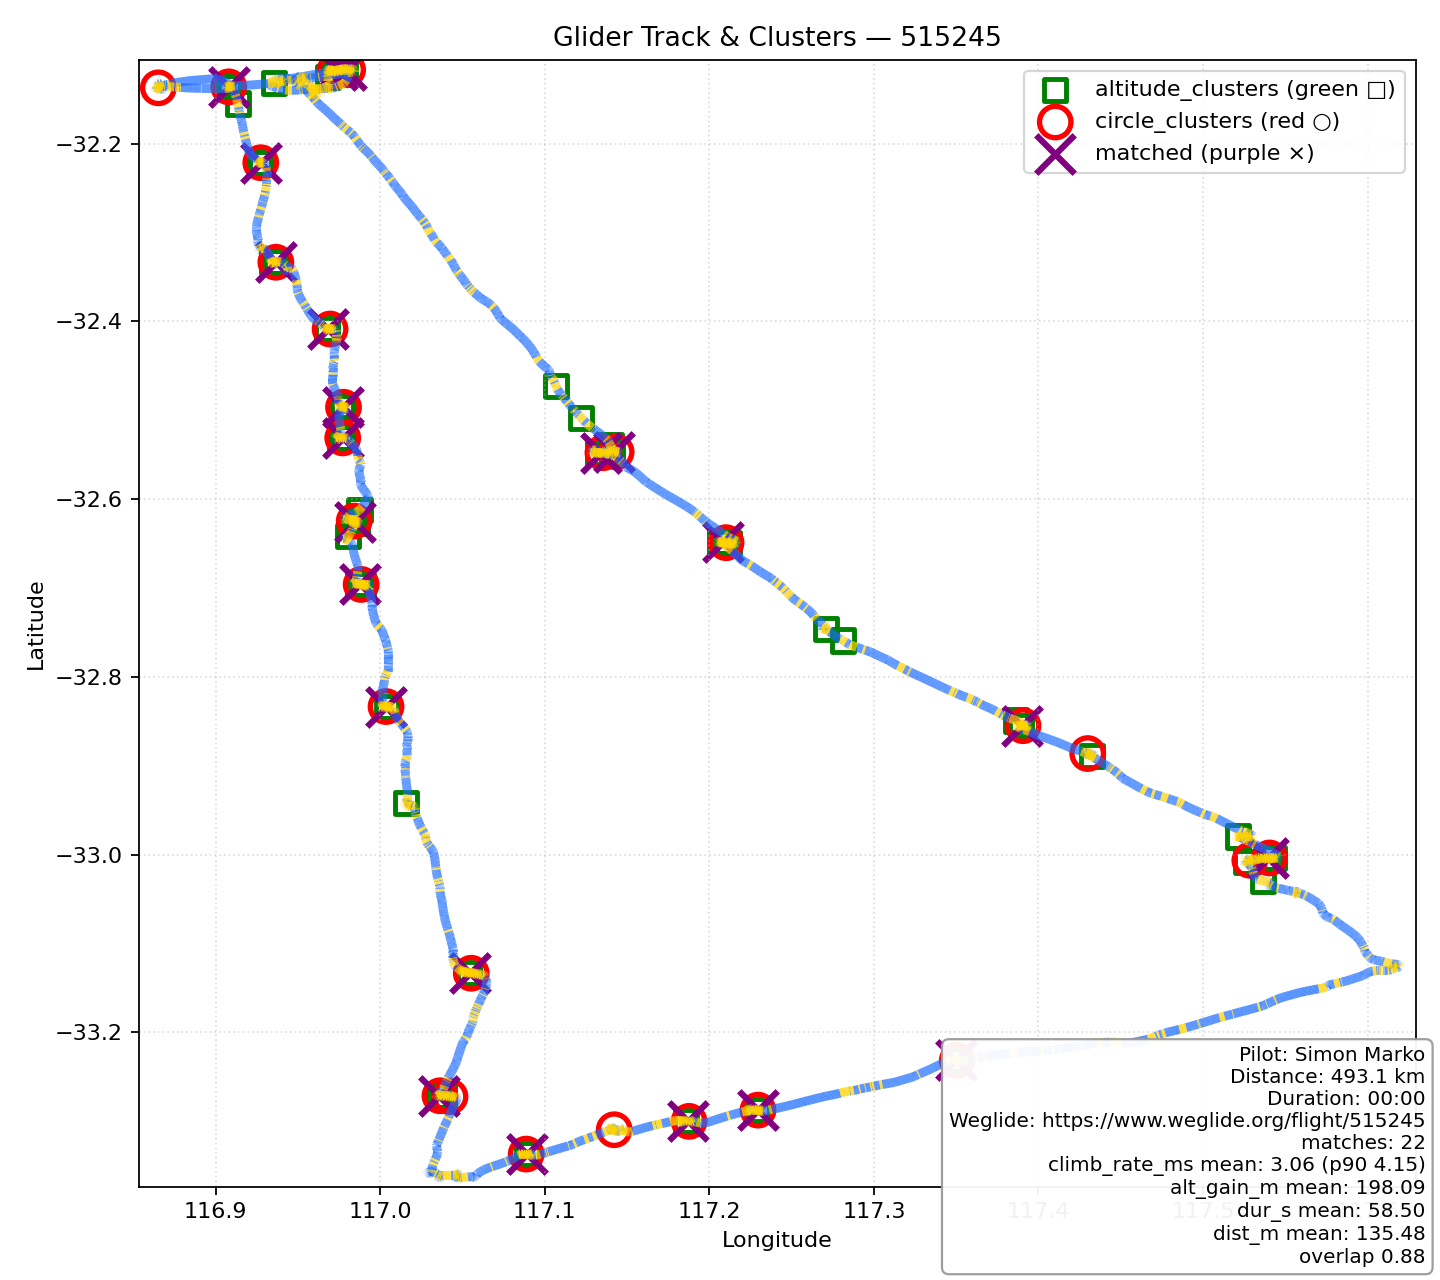 Glider Track & Clusters — 515245
altitude_clusters (green □)
circle_clusters (red ○)
matched (purple ×)
−32.2
−32.4
−32.6
−32.8
−33.0
−33.2
Latitude
116.9
117.0
117.1
117.2
117.3
117.4
117.5
Longitude
Pilot: Simon Marko
Distance: 493.1 km
Duration: 00:00
Weglide: https://www.weglide.org/flight/515245
matches: 22
climb_rate_ms mean: 3.06 (p90 4.15)
alt_gain_m mean: 198.09
dur_s mean: 58.50
dist_m mean: 135.48
overlap 0.88